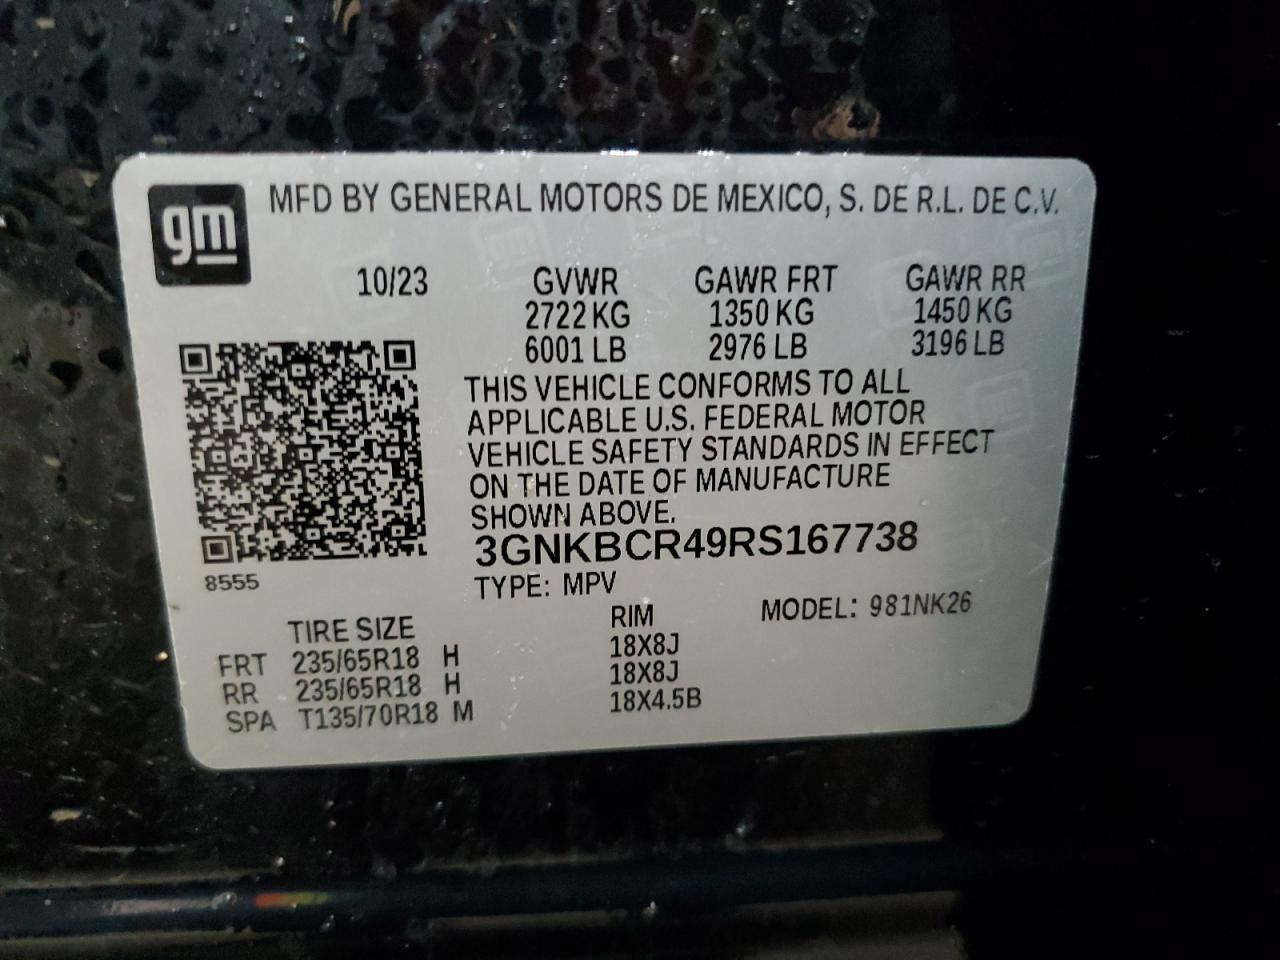 gm
MFD BY GENERAL MOTORS DE MEXICO, S. DE R.L. DE C.V.
10/23 GVWR GAWR FRT GAWR RR
2722 KG 1350 KG 1450 KG
6001 LB 2976 LB 3196 LB
THIS VEHICLE CONFORMS TO ALL
APPLICABLE U.S. FEDERAL MOTOR
VEHICLE SAFETY STANDARDS IN EFFECT
ON THE DATE OF MANUFACTURE
SHOWN ABOVE.
3GNKBCR49RS167738
8555
TYPE: MPV
MODEL: 981NK26
TIRE SIZE RIM
FRT 235/65R18 H 18X8J
RR 235/65R18 H 18X8J
SPA T135/70R18 M 18X4.5B